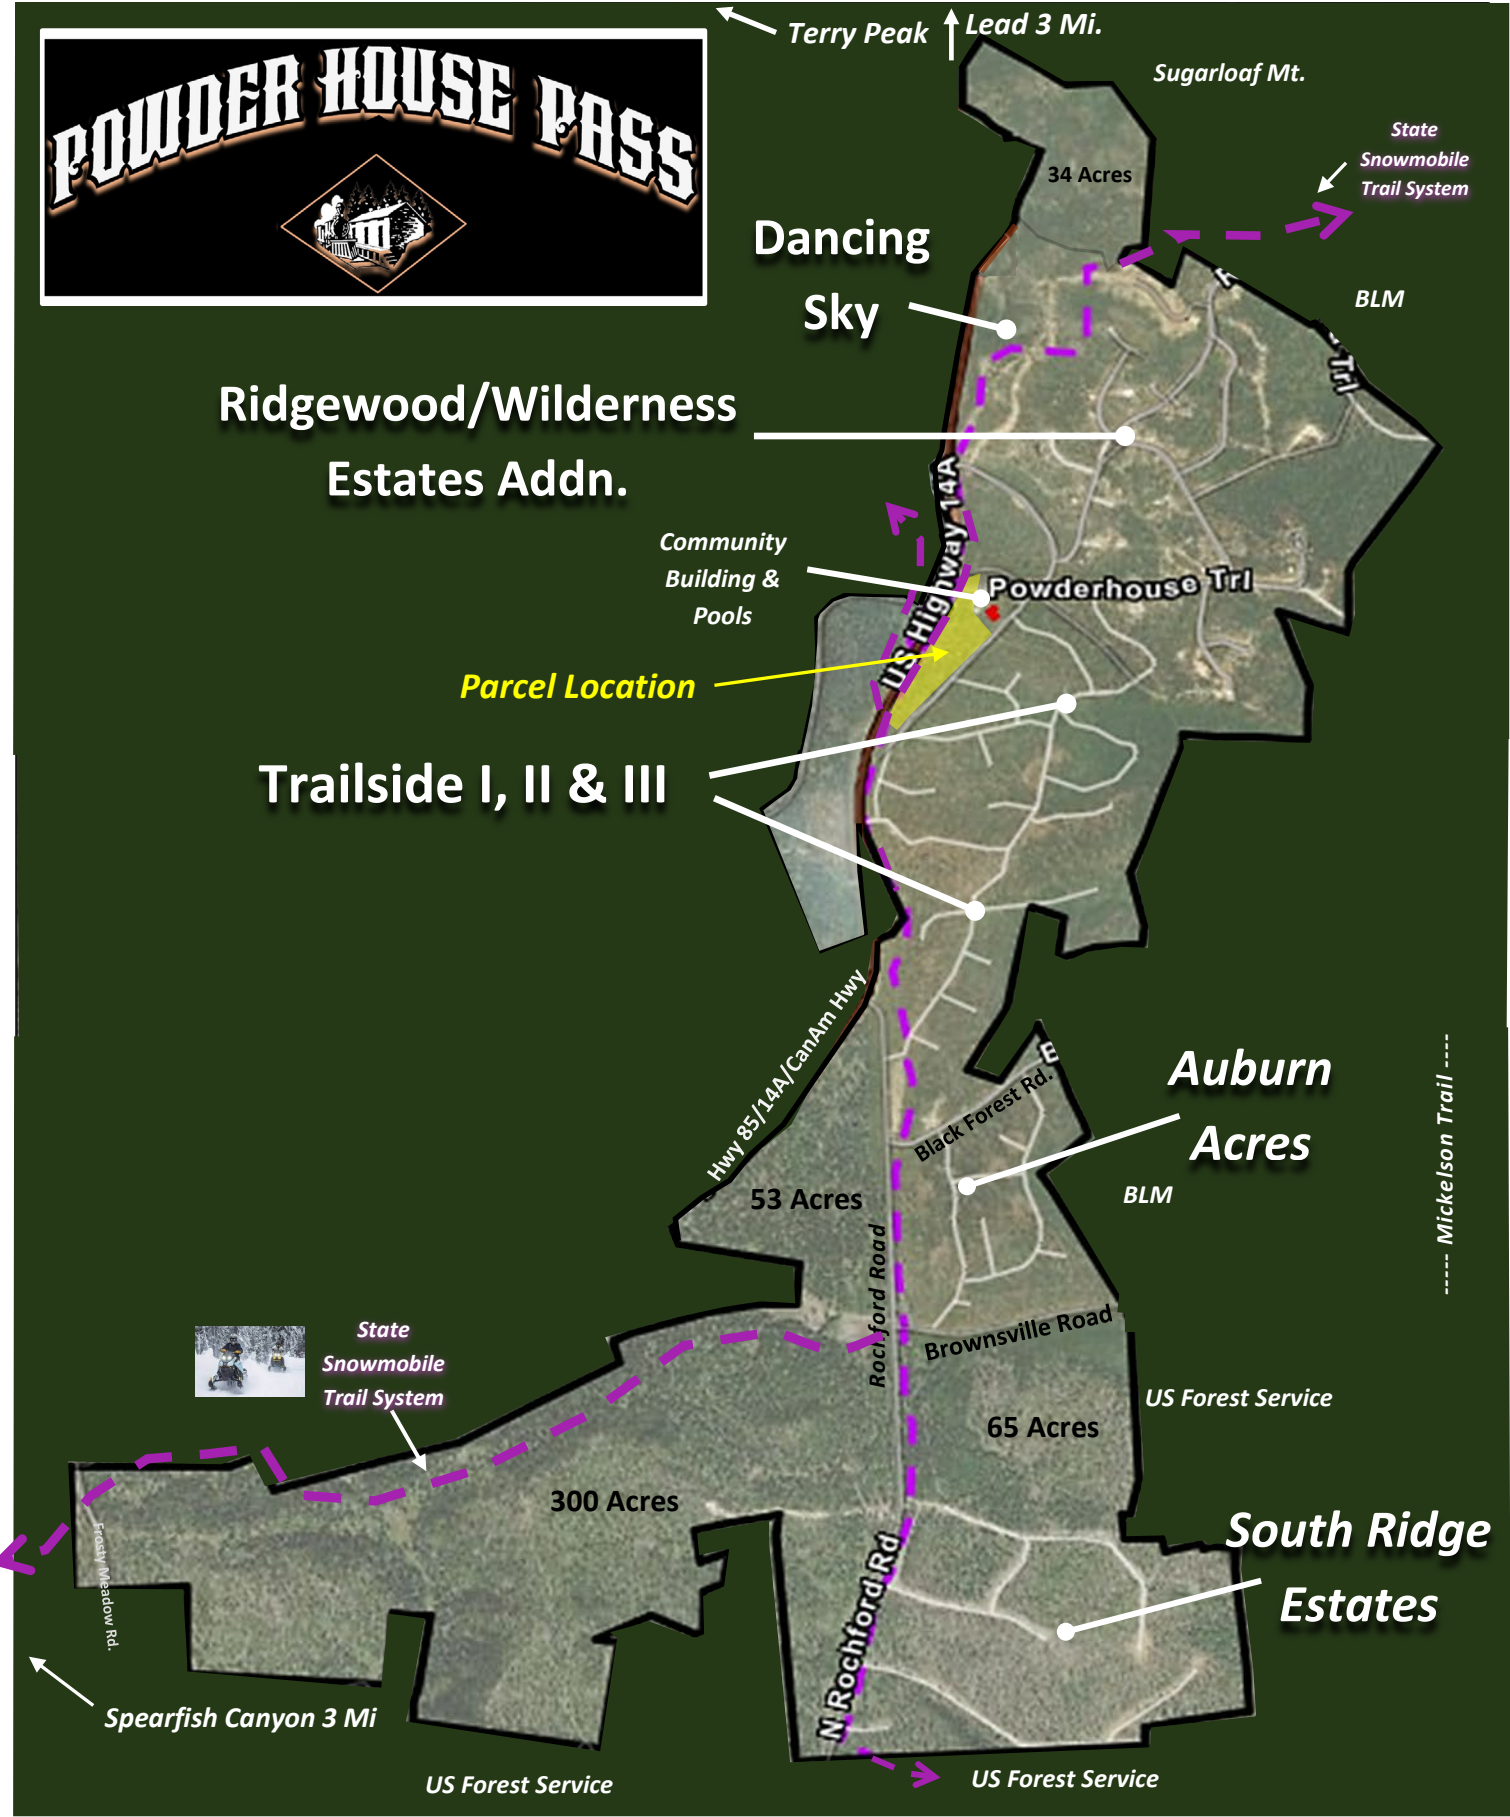 POWDER HOUSE PASS
Terry Peak
Lead 3 Mi.
Sugarloaf Mt.
State
Snowmobile
Trail System
34 Acres
Dancing
Sky
BLM
Trl
Ridgewood/Wilderness
Estates Addn.
US Highway 14A
Community
Building &
Pools
Powderhouse Trl
Parcel Location
Trailside I, II & III
Hwy 85/14A/CanAm Hwy
E
Black Forest Rd.
Auburn
Acres
----- Mickelson Trail ----
53 Acres
BLM
Rochford Road
Brownsville Road
State
Snowmobile
Trail System
US Forest Service
65 Acres
300 Acres
Frosty Meadow Rd.
South Ridge
Estates
N Rochford Rd
Spearfish Canyon 3 Mi
US Forest Service
US Forest Service